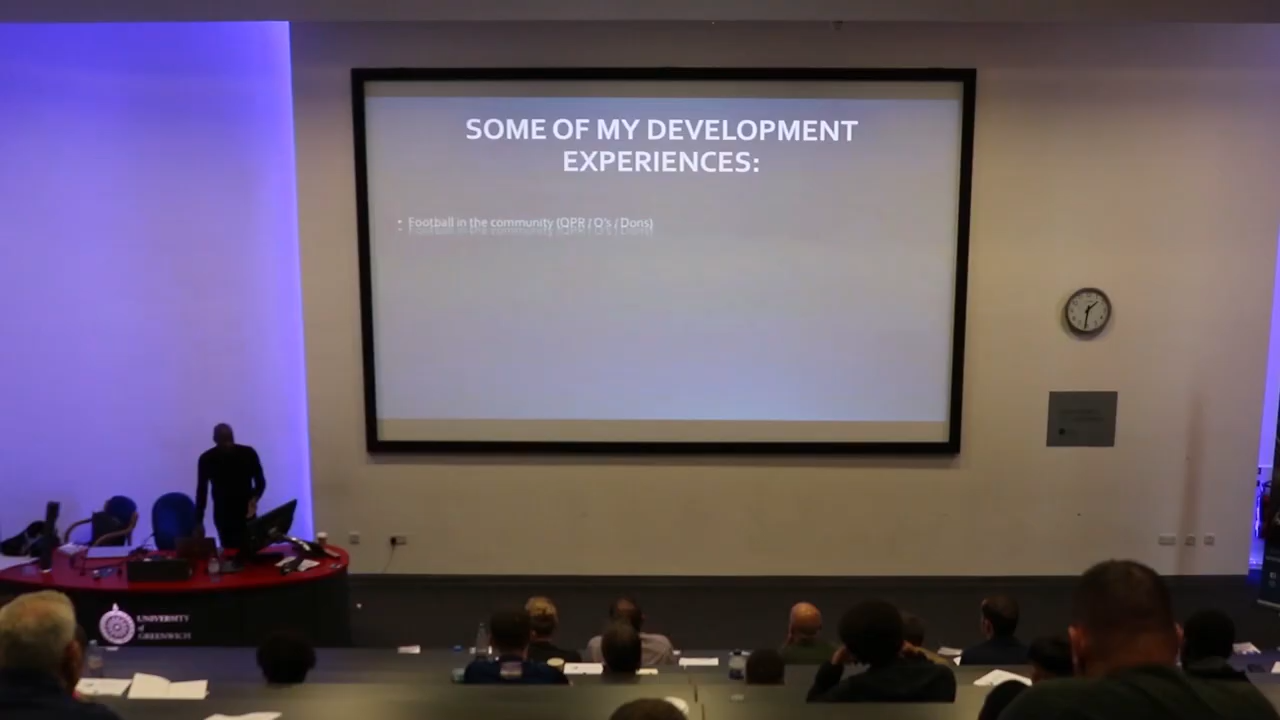 SOME OF MY DEVELOPMENT
EXPERIENCES:
• Football in the community (QPR / O's / Dons)
UNIVERSITY
of
GREENWICH